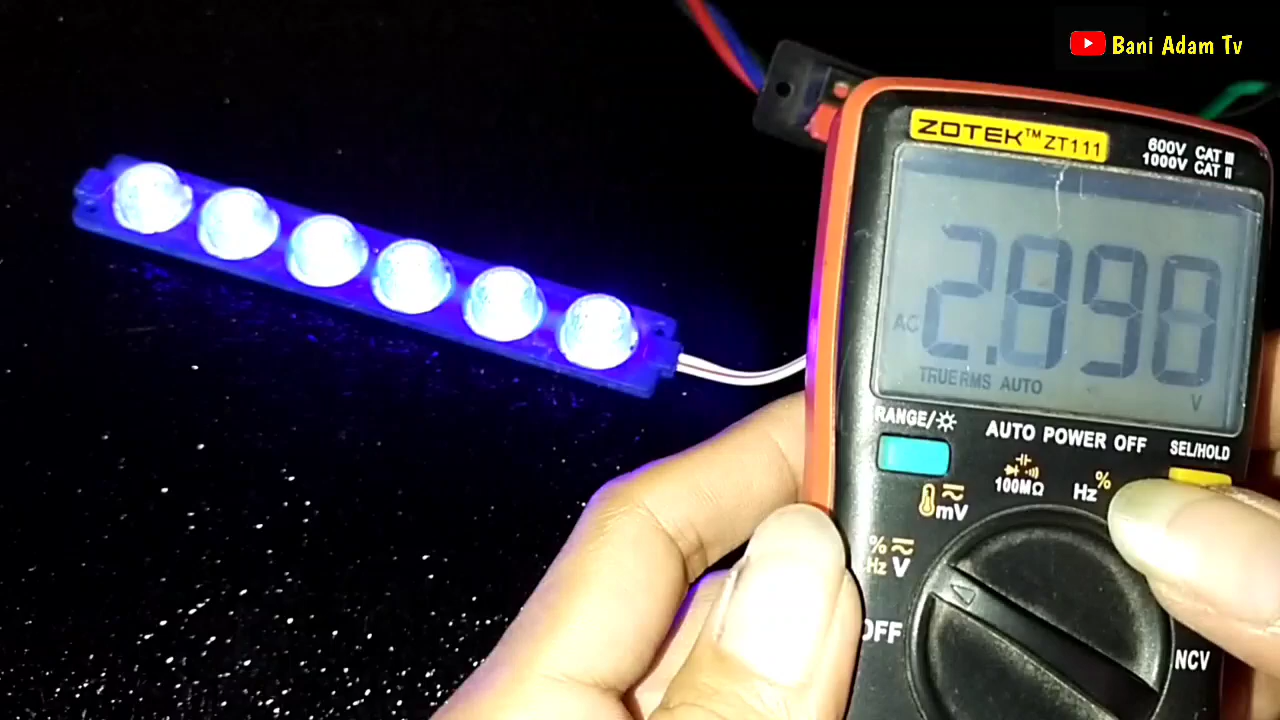 Bani Adam Tv
ZOTEK™ ZT111
600V CAT III
1000V CAT II
2.898
AC
TRUERMS AUTO
V
RANGE/
AUTO POWER OFF
SEL/HOLD
100MΩ
Hz %
mV
% Hz V
OFF
NCV